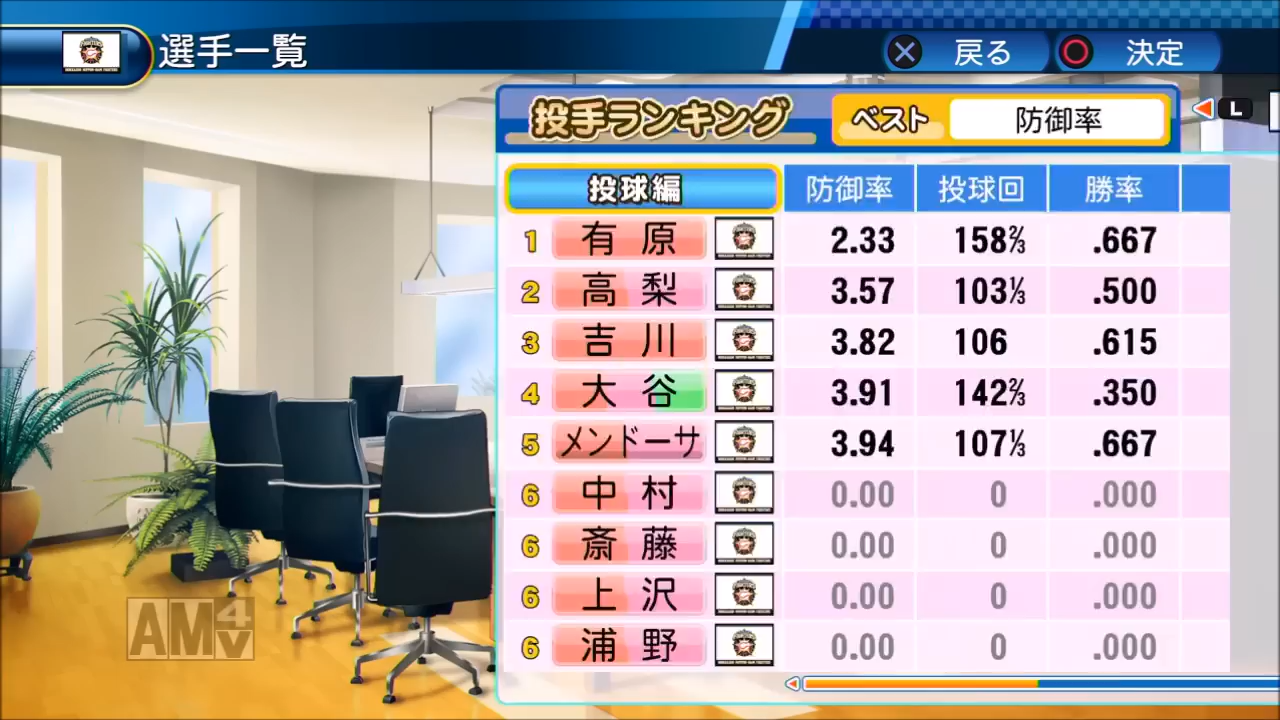 選手一覧
戻る 決定
投手ランキング ベスト 防御率
L
投球編 防御率 投球回 勝率
1 有原 2.33 158⅔ .667
2 高梨 3.57 103⅓ .500
3 吉川 3.82 106 .615
4 大谷 3.91 142⅔ .350
5 メンドーサ 3.94 107⅓ .667
6 中村 0.00 0 .000
6 斎藤 0.00 0 .000
6 上沢 0.00 0 .000
6 浦野 0.00 0 .000
AM4v